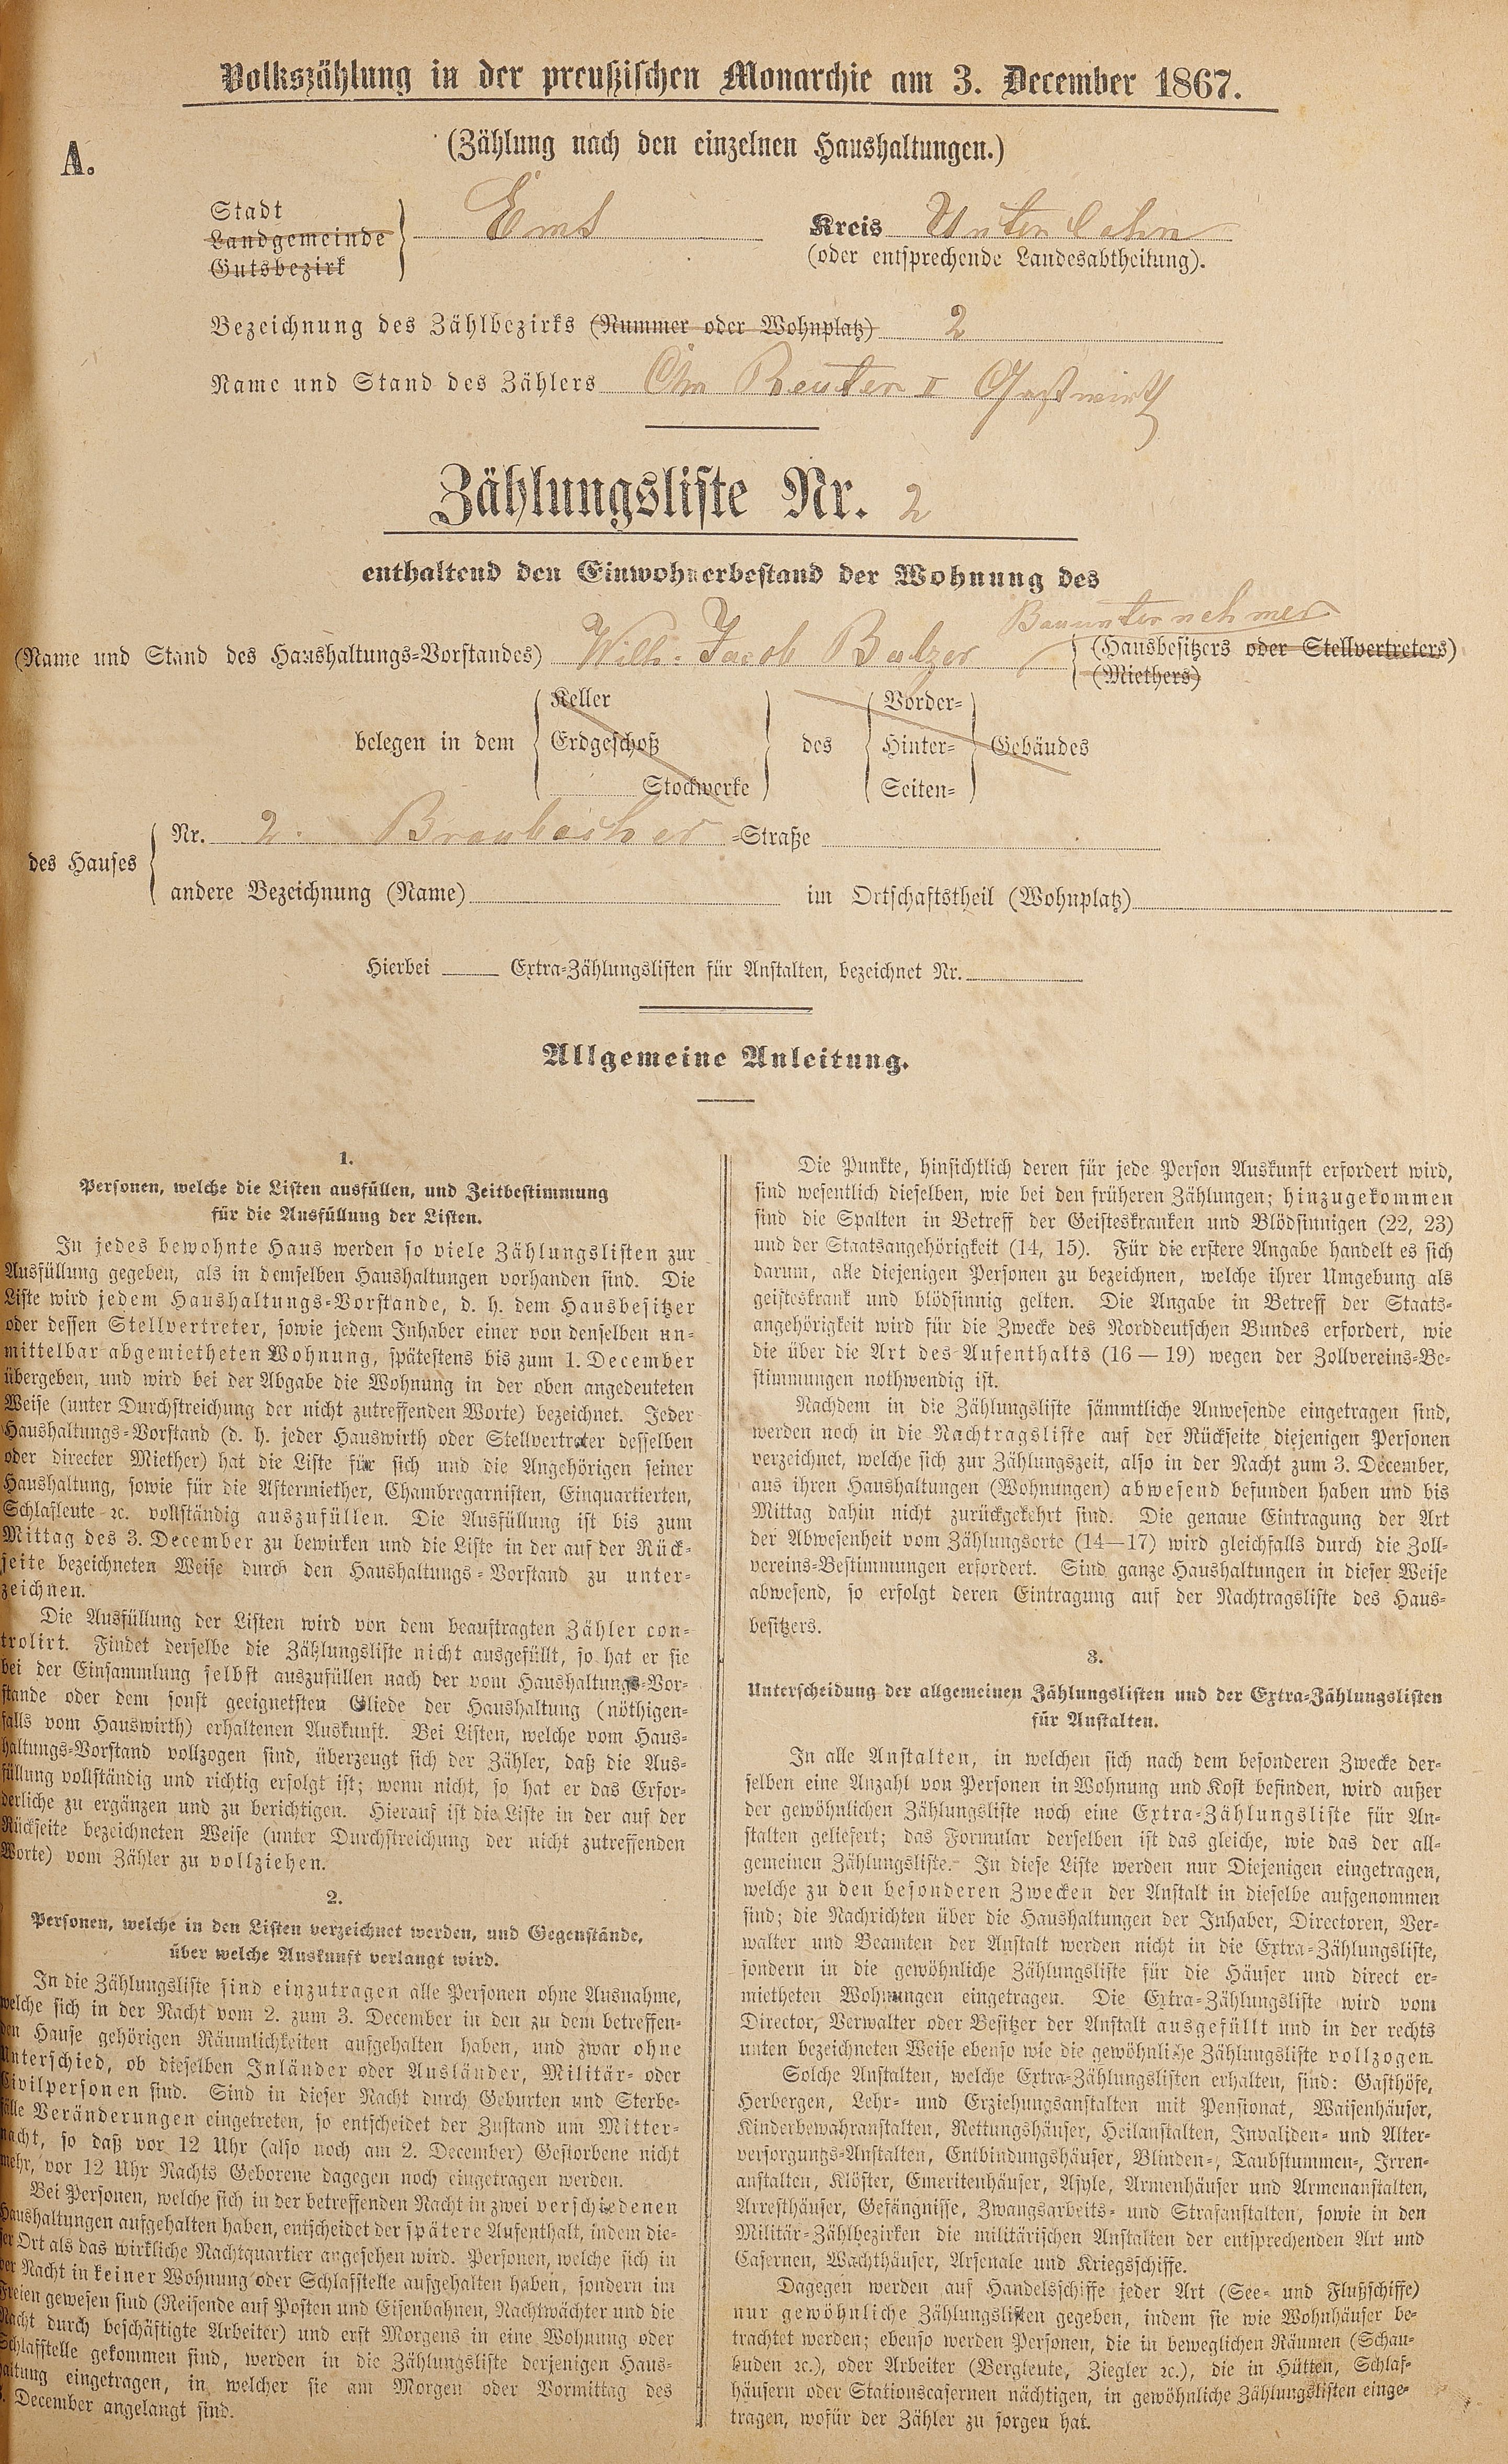 Volkszählung in der preußischen Monarchie am 3. December 1867.
(Zählung nach den einzelnen Haushaltungen.)
A.
Stadt
Landgemeinde
Gutsbezirk
Ems
Kreis Unterlahn
(oder entsprechende Landesabtheilung).
Bezeichnung des Zählbezirks (Nummer oder Wohnplatz) 2
Name und Stand des Zählers Chr Reuter II Gastwirth
Zählungsliste Nr. 2
enthaltend den Einwohnerbestand der Wohnung des
Bauunternehmer
(Name und Stand des Haushaltungs-Vorstandes) Wilh. Jacob Balzer
(Hausbesitzers oder Stellvertreters)
(Miethers)
belegen in dem
Keller
Erdgeschoß
Stockwerke
des
Vorder-
Hinter-
Seiten-
Gebäudes
des Hauses
Nr. 2. Braubacher -Straße
andere Bezeichnung (Name) im Ortschaftstheil (Wohnplatz)
Hierbei Extra-Zählungslisten für Anstalten, bezeichnet Nr.
Allgemeine Anleitung.
1.
Personen, welche die Listen ausfüllen, und Zeitbestimmung
für die Ausfüllung der Listen.
In jedes bewohnte Haus werden so viele Zählungslisten zur
Ausfüllung gegeben, als in demselben Haushaltungen vorhanden sind. Die
Liste wird jedem Haushaltungs-Vorstande, d. h. dem Hausbesitzer
oder dessen Stellvertreter, sowie jedem Inhaber einer von denselben un-
mittelbar abgemietheten Wohnung, spätestens bis zum 1. December
übergeben, und wird bei der Abgabe die Wohnung in der oben angedeuteten
Weise (unter Durchstreichung der nicht zutreffenden Worte) bezeichnet. Jeder
Haushaltungs-Vorstand (d. h. jeder Hauswirth oder Stellvertreter desselben
oder directer Miether) hat die Liste für sich und die Angehörigen seiner
Haushaltung, sowie für die Aftermiether, Chambregarnisten, Einquartierten,
Schlafleute ꝛc. vollständig auszufüllen. Die Ausfüllung ist bis zum
Mittag des 3. December zu bewirken und die Liste in der auf der Rück-
seite bezeichneten Weise durch den Haushaltungs-Vorstand zu unter-
zeichnen.
Die Ausfüllung der Listen wird von dem beauftragten Zähler con-
trolirt. Findet derselbe die Zählungsliste nicht ausgefüllt, so hat er sie
bei der Einsammlung selbst auszufüllen nach der vom Haushaltungs-Vor-
stande oder dem sonst geeignetsten Gliede der Haushaltung (nöthigen-
falls vom Hauswirth) erhaltenen Auskunft. Bei Listen, welche vom Haus-
haltungs-Vorstand vollzogen sind, überzeugt sich der Zähler, daß die Aus-
füllung vollständig und richtig erfolgt ist; wenn nicht, so hat er das Erfor-
derliche zu ergänzen und zu berichtigen. Hierauf ist die Liste in der auf der
Rückseite bezeichneten Weise (unter Durchstreichung der nicht zutreffenden
Worte) vom Zähler zu vollziehen.
2.
Personen, welche in den Listen verzeichnet werden, und Gegenstände,
über welche Auskunft verlangt wird.
In die Zählungsliste sind einzutragen alle Personen ohne Ausnahme,
welche sich in der Nacht vom 2. zum 3. December in den zu dem betreffen-
den Hause gehörigen Räumlichkeiten aufgehalten haben, und zwar ohne
Unterschied, ob dieselben Inländer oder Ausländer, Militär- oder
Civilpersonen sind. Sind in dieser Nacht durch Geburten und Sterbe-
fälle Veränderungen eingetreten, so entscheidet der Zustand um Mitter-
nacht, so daß vor 12 Uhr (also noch am 2. December) Gestorbene nicht
mehr, vor 12 Uhr Nachts Geborene dagegen noch eingetragen werden.
Bei Personen, welche sich in der betreffenden Nacht in zwei verschiedenen
Haushaltungen aufgehalten haben, entscheidet der spätere Aufenthalt, indem die-
ser Ort als das wirkliche Nachtquartier angesehen wird. Personen, welche sich in
der Nacht in keiner Wohnung oder Schlafstelle aufgehalten haben, sondern im
Freien gewesen sind (Reisende auf Posten und Eisenbahnen, Nachtwächter und die
Nacht durch beschäftigte Arbeiter) und erst Morgens in eine Wohnung oder
Schlafstelle gekommen sind, werden in die Zählungsliste derjenigen Haus-
haltung eingetragen, in welcher sie am Morgen oder Vormittag des
3. December angelangt sind.
Die Punkte, hinsichtlich deren für jede Person Auskunft erfordert wird,
sind wesentlich dieselben, wie bei den früheren Zählungen; hinzugekommen
sind die Spalten in Betreff der Geisteskranken und Blödsinnigen (22, 23)
und der Staatsangehörigkeit (14, 15). Für die erstere Angabe handelt es sich
darum, alle diejenigen Personen zu bezeichnen, welche ihrer Umgebung als
geisteskrank und blödsinnig gelten. Die Angabe in Betreff der Staats-
angehörigkeit wird für die Zwecke des Norddeutschen Bundes erfordert, wie
die über die Art des Aufenthalts (16 — 19) wegen der Zollvereins-Be-
stimmungen nothwendig ist.
Nachdem in die Zählungsliste sämmtliche Anwesende eingetragen sind,
werden noch in die Nachtragsliste auf der Rückseite diejenigen Personen
verzeichnet, welche sich zur Zählungszeit, also in der Nacht zum 3. December,
aus ihren Haushaltungen (Wohnungen) abwesend befunden haben und bis
Mittag dahin nicht zurückgekehrt sind. Die genaue Eintragung der Art
der Abwesenheit vom Zählungsorte (14—17) wird gleichfalls durch die Zoll-
vereins-Bestimmungen erfordert. Sind ganze Haushaltungen in dieser Weise
abwesend, so erfolgt deren Eintragung auf der Nachtragsliste des Haus-
besitzers.
3.
Unterscheidung der allgemeinen Zählungslisten und der Extra-Zählungslisten
für Anstalten.
In alle Anstalten, in welchen sich nach dem besonderen Zwecke der-
selben eine Anzahl von Personen in Wohnung und Kost befinden, wird außer
der gewöhnlichen Zählungsliste noch eine Extra-Zählungsliste für An-
stalten geliefert; das Formular derselben ist das gleiche, wie das der all-
gemeinen Zählungsliste. In diese Liste werden nur Diejenigen eingetragen,
welche zu den besonderen Zwecken der Anstalt in dieselbe aufgenommen
sind; die Nachrichten über die Haushaltungen der Inhaber, Directoren, Ver-
walter und Beamten der Anstalt werden nicht in die Extra-Zählungsliste,
sondern in die gewöhnliche Zählungsliste für die Häuser und direct er-
mietheten Wohnungen eingetragen. Die Extra-Zählungsliste wird vom
Director, Verwalter oder Besitzer der Anstalt ausgefüllt und in der rechts
unten bezeichneten Weise ebenso wie die gewöhnliche Zählungsliste vollzogen.
Solche Anstalten, welche Extra-Zählungslisten erhalten, sind: Gasthöfe,
Herbergen, Lehr- und Erziehungsanstalten mit Pensionat, Waisenhäuser,
Kinderbewahranstalten, Rettungshäuser, Heilanstalten, Invaliden- und Alter-
versorgungs-Anstalten, Entbindungshäuser, Blinden-, Taubstummen-, Irren-
anstalten, Klöster, Emeritenhäuser, Asyle, Armenhäuser und Armenanstalten,
Arresthäuser, Gefängnisse, Zwangsarbeits- und Strafanstalten, sowie in den
Militär-Zählbezirken die militärischen Anstalten der entsprechenden Art und
Casernen, Wachthäuser, Arsenale und Kriegsschiffe.
Dagegen werden auf Handelsschiffe jeder Art (See- und Flußschiffe)
nur gewöhnliche Zählungslisten gegeben, indem sie wie Wohnhäuser be-
trachtet werden; ebenso werden Personen, die in beweglichen Räumen (Schau-
buden ꝛc.), oder Arbeiter (Bergleute, Ziegler ꝛc.), die in Hütten, Schlaf-
häusern oder Stationscasernen nächtigen, in gewöhnliche Zählungslisten einge-
tragen, wofür der Zähler zu sorgen hat.